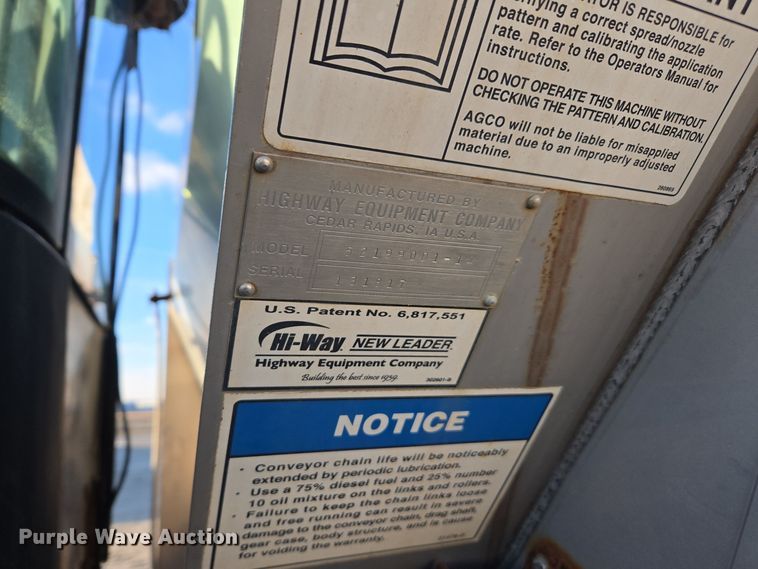 OR IS RESPONSIBLE for
rifying a correct spread/nozzle
pattern and calibrating the application
rate. Refer to the Operators Manual for
instructions.
DO NOT OPERATE THIS MACHINE WITHOUT
CHECKING THE PATTERN AND CALIBRATION.
AGCO will not be liable for misapplied
material due to an improperly adjusted
machine.
MANUFACTURED BY
HIGHWAY EQUIPMENT COMPANY
CEDAR RAPIDS, IA U.S.A.
MODEL
SERIAL
U.S. Patent No. 6,817,551
Hi-Way NEW LEADER
Highway Equipment Company
Building the best since 1939.
302601-B
NOTICE
• Conveyor chain life will be noticeably
extended by periodic lubrication.
• Use a 75% diesel fuel and 25% number
10 oil mixture on the links and rollers.
• Failure to keep the chain links loose
and free running can result in severe
damage to the conveyor chain, drag shaft,
gear case, body structure, and is cause
for voiding the warranty.
Purple Wave Auction